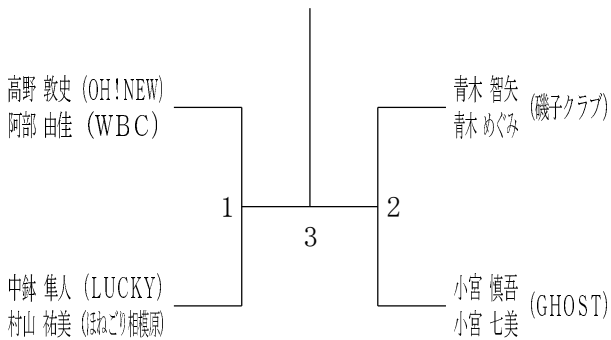 高野 敦史 (OH!NEW)
阿部 由佳 (WBC)
青木 智矢
青木 めぐみ
(磯子クラブ)
1
2
3
中鉢 隼人 (LUCKY)
村山 祐美 (ほねごり相模原)
小宮 慎吾
小宮 七美
(GHOST)